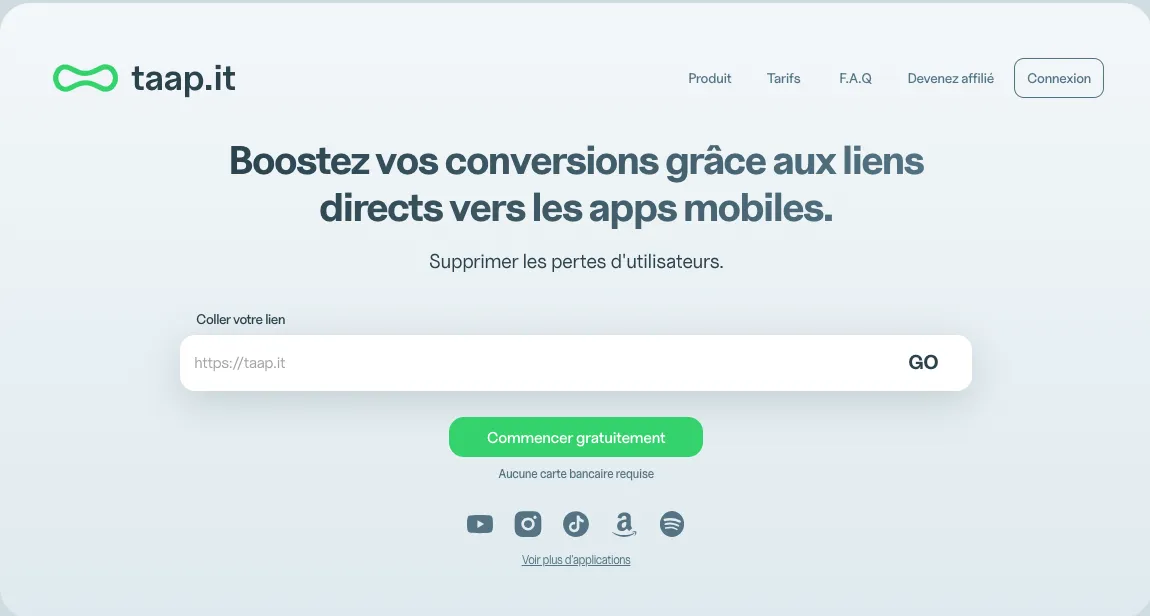 taap.it
Produit
Tarifs
F.A.Q
Devenez affilié
Connexion
Boostez vos conversions grâce aux liens
directs vers les apps mobiles.
Supprimer les pertes d'utilisateurs.
Coller votre lien
https://taap.it
GO
Commencer gratuitement
Aucune carte bancaire requise
Voir plus d'applications